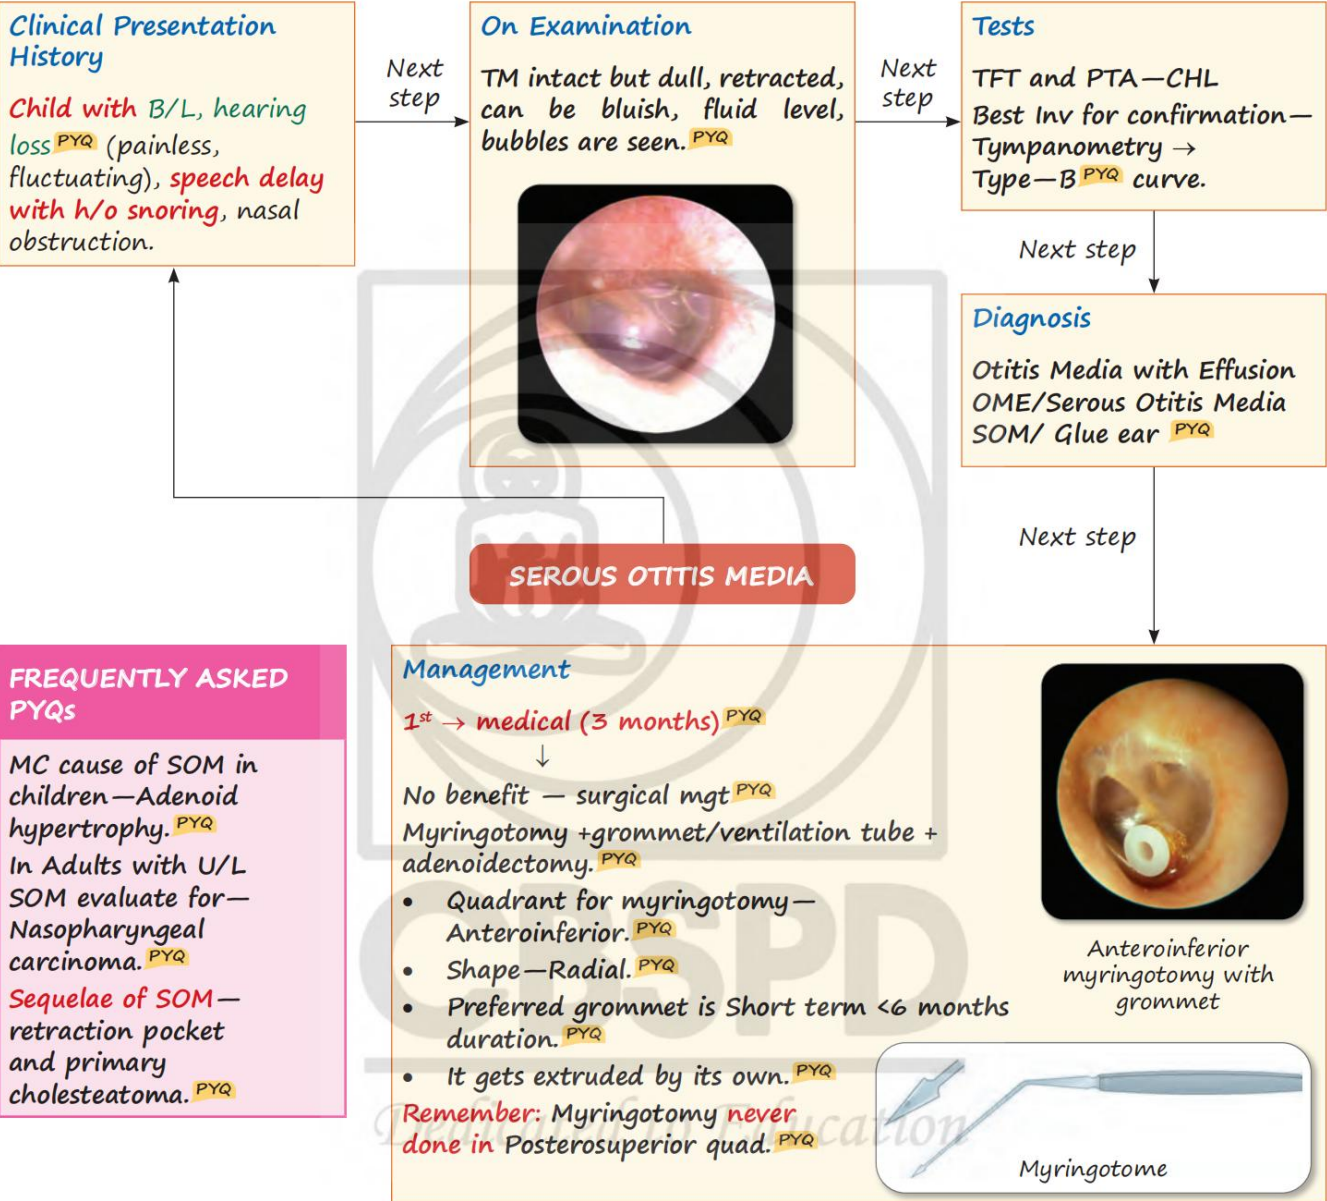 Clinical Presentation
History
Child with B/L, hearing
loss PYQ (painless,
fluctuating), speech delay
with h/o snoring, nasal
obstruction.
Next
step
On Examination
TM intact but dull, retracted,
can be bluish, fluid level,
bubbles are seen. PYQ
Next
step
Tests
TFT and PTA—CHL
Best Inv for confirmation—
Tympanometry →
Type—B PYQ curve.
Next step
Diagnosis
Otitis Media with Effusion
OME/Serous Otitis Media
SOM/ Glue ear PYQ
Next step
SEROUS OTITIS MEDIA
FREQUENTLY ASKED
PYQs
MC cause of SOM in
children—Adenoid
hypertrophy. PYQ
In Adults with U/L
SOM evaluate for—
Nasopharyngeal
carcinoma. PYQ
Sequelae of SOM—
retraction pocket
and primary
cholesteatoma. PYQ
Management
1st → medical (3 months) PYQ
↓
No benefit — surgical mgt PYQ
Myringotomy +grommet/ventilation tube +
adenoidectomy. PYQ
• Quadrant for myringotomy—
Anteroinferior. PYQ
• Shape—Radial. PYQ
• Preferred grommet is Short term <6 months
duration. PYQ
• It gets extruded by its own. PYQ
Remember: Myringotomy never
done in Posterosuperior quad. PYQ
Anteroinferior
myringotomy with
grommet
Myringotome
CBSPD
Dedicated to Education